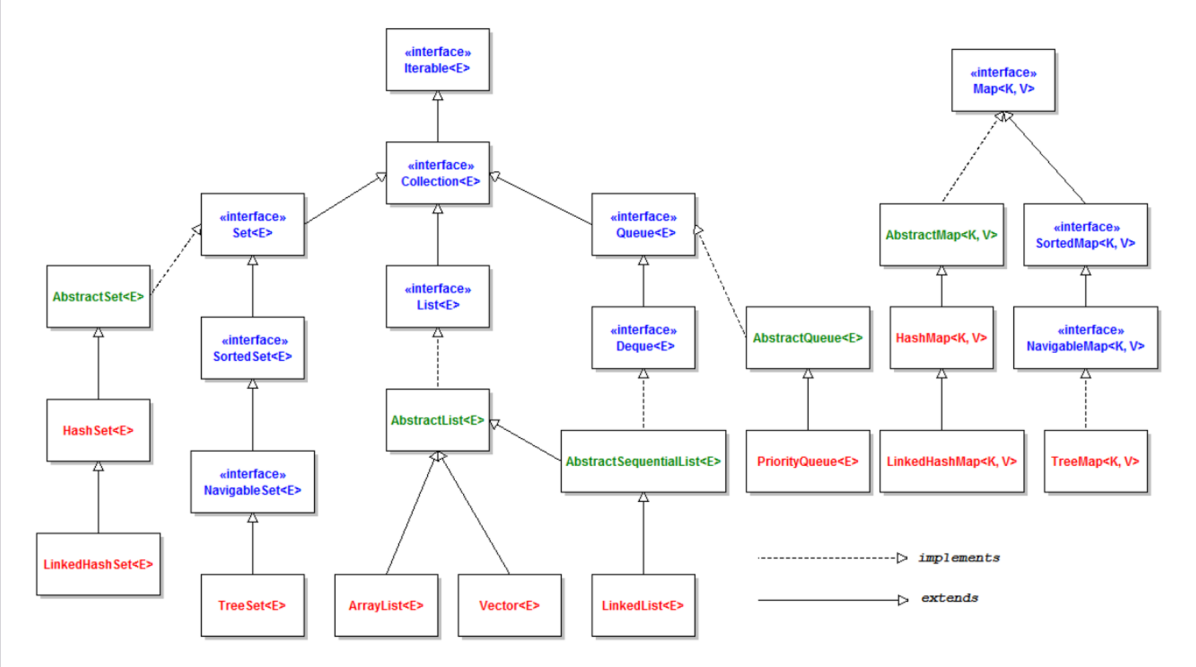 «interface»
Iterable<E>
«interface»
Map<K, V>
«interface»
Collection<E>
«interface»
Set<E>
«interface»
Queue<E>
AbstractMap<K, V>
«interface»
SortedMap<K, V>
AbstractSet<E>
«interface»
List<E>
«interface»
SortedSet<E>
«interface»
Deque<E>
AbstractQueue<E>
HashMap<K, V>
«interface»
NavigableMap<K, V>
HashSet<E>
AbstractList<E>
«interface»
NavigableSet<E>
AbstractSequentialList<E>
PriorityQueue<E>
LinkedHashMap<K, V>
TreeMap<K, V>
LinkedHashSet<E>
implements
TreeSet<E>
ArrayList<E>
Vector<E>
LinkedList<E>
extends